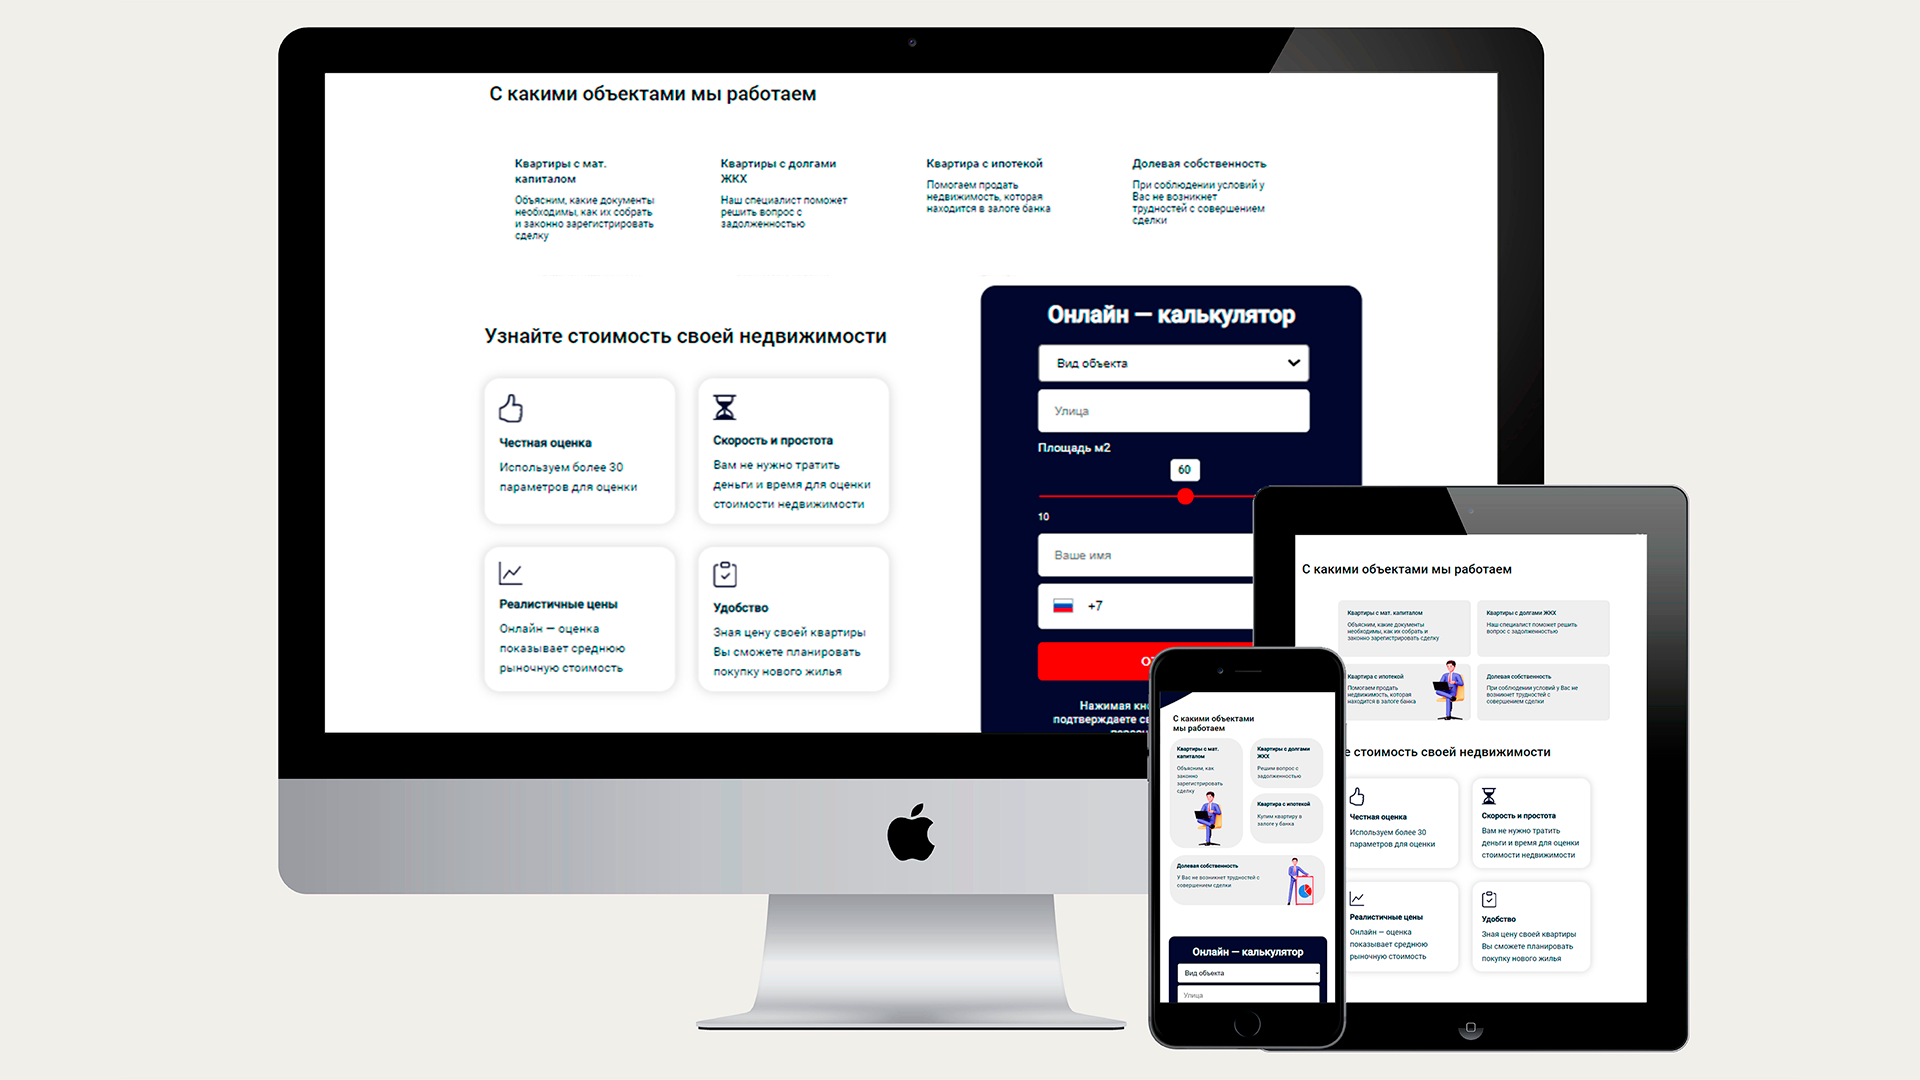 С какими объектами мы работаем
Квартиры с мат.
капиталом
Объясним, какие документы
необходимы, как их собрать
и законно зарегистрировать
сделку
Квартиры с долгами
ЖКХ
Наш специалист поможет
решить вопрос с
задолженностью
Квартира с ипотекой
Помогаем продать
недвижимость, которая
находится в залоге банка
Долевая собственность
При соблюдении условий у
Вас не возникнет
трудностей с совершением
сделки
Узнайте стоимость своей недвижимости
Честная оценка
Используем более 30
параметров для оценки
Скорость и простота
Вам не нужно тратить
деньги и время для оценки
стоимости недвижимости
Реалистичные цены
Онлайн — оценка
показывает среднюю
рыночную стоимость
Удобство
Зная цену своей квартиры
Вы сможете планировать
покупку нового жилья
Онлайн — калькулятор
Вид объекта
Улица
Площадь м2
60
10
Ваше имя
+7
Нажимая
подтверждаете
С какими объектами
мы работаем
Квартиры с мат.
капиталом
Объясним, как
законно
зарегистрировать
сделку
Квартиры с долгами
ЖКХ
Решим вопрос с
задолженностью
Квартира с ипотекой
Купим квартиру в
залоге у банка
Долевая собственность
У Вас не возникнет трудностей с
совершением сделки
Онлайн — калькулятор
Вид объекта
Улица
С какими объектами мы работаем
Квартиры с мат. капиталом
Объясним, какие документы
необходимы, как их собрать и
законно зарегистрировать сделку
Квартиры с долгами ЖКХ
Наш специалист поможет решить
вопрос с задолженностью
Квартира с ипотекой
Помогаем продать
недвижимость, которая
находится в залоге банка
Долевая собственность
При соблюдении условий у Вас не
возникнет трудностей с
совершением сделки
е стоимость своей недвижимости
Честная оценка
Используем более 30
параметров для оценки
Скорость и простота
Вам не нужно тратить
деньги и время для оценки
стоимости недвижимости
Реалистичные цены
Онлайн — оценка
показывает среднюю
рыночную стоимость
Удобство
Зная цену своей квартиры
Вы сможете планировать
покупку нового жилья